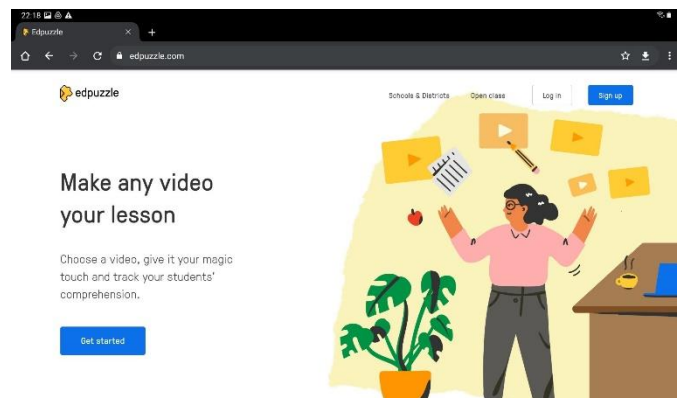 22:18
Edpuzzle
edpuzzle.com
edpuzzle
Schools & Districts
Open class
Log in
Sign up
Make any video
your lesson
Choose a video, give it your magic
touch and track your students'
comprehension.
Get started